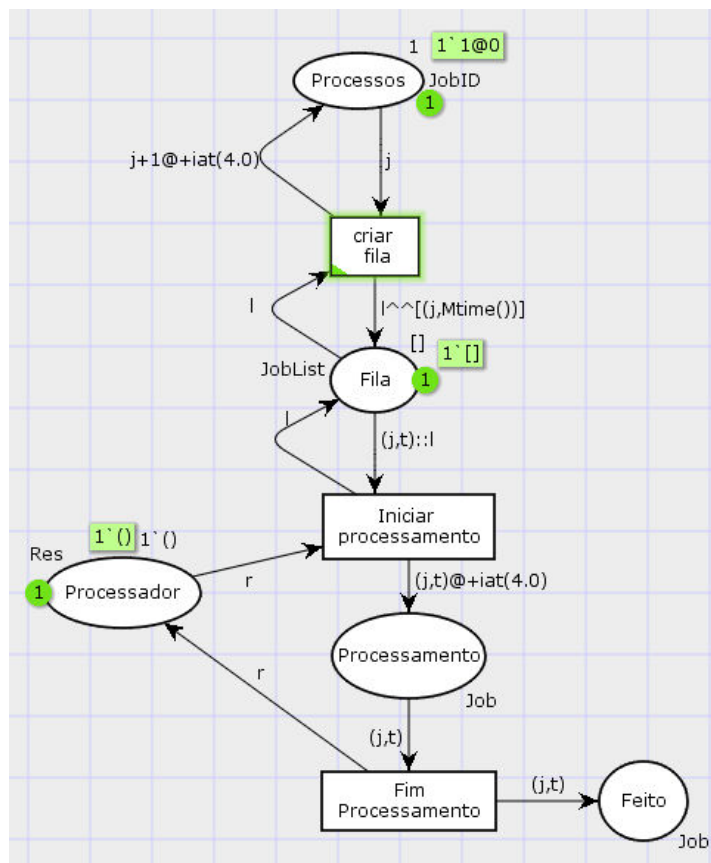 1 1`1@0
Processos
JobID
1
j+1@+iat(4.0)
j
criar
fila
l
l^^[(j,Mtime())]
[]
1`[]
JobList
Fila
1
l
(j,t)::l
Iniciar
processamento
1`() 1`()
Res
1
Processador
r
(j,t)@+iat(4.0)
Processamento
Job
r
(j,t)
Fim
Processamento
(j,t)
Feito
Job